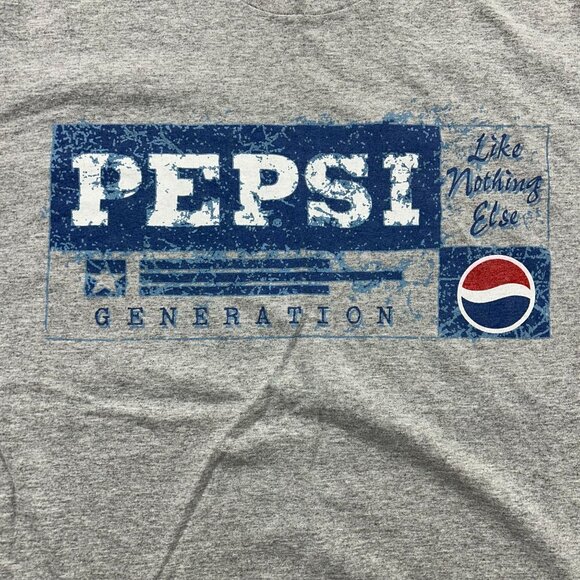 PEPSI
Like
Nothing
Else
GENERATION